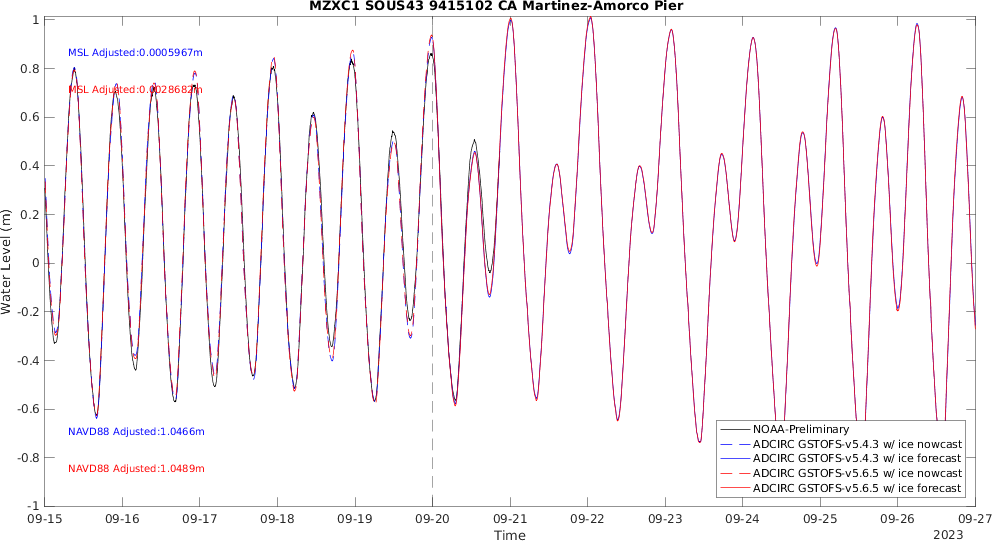 MZXC1 SOUS43 9415102 CA Martinez-Amorco Pier
1
0.8
0.6
0.4
0.2
0
-0.2
-0.4
-0.6
-0.8
-1
Water Level (m)
MSL Adjusted:0.0005967m
MSL Adjusted:0.0028682m
NAVD88 Adjusted:1.0466m
NAVD88 Adjusted:1.0489m
NOAA-Preliminary
ADCIRC GSTOFS-v5.4.3 w/ ice nowcast
ADCIRC GSTOFS-v5.4.3 w/ ice forecast
ADCIRC GSTOFS-v5.6.5 w/ ice nowcast
ADCIRC GSTOFS-v5.6.5 w/ ice forecast
09-15 09-16 09-17 09-18 09-19 09-20 09-21 09-22 09-23 09-24 09-25 09-26 09-27
Time
2023